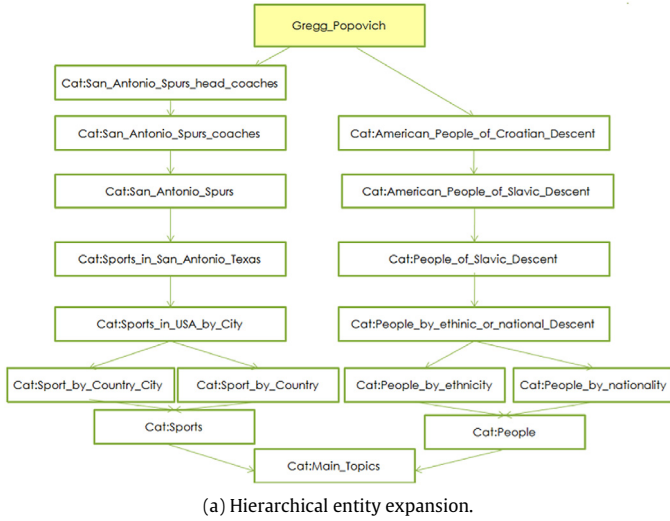 Gregg_Popovich
Cat:San_Antonio_Spurs_head_coaches
Cat:San_Antonio_Spurs_coaches
Cat:American_People_of_Croatian_Descent
Cat:San_Antonio_Spurs
Cat:American_People_of_Slavic_Descent
Cat:Sports_in_San_Antonio_Texas
Cat:People_of_Slavic_Descent
Cat:Sports_in_USA_by_City
Cat:People_by_ethinic_or_national_Descent
Cat:Sport_by_Country_City
Cat:Sport_by_Country
Cat:People_by_ethnicity
Cat:People_by_nationality
Cat:Sports
Cat:People
Cat:Main_Topics
(a) Hierarchical entity expansion.